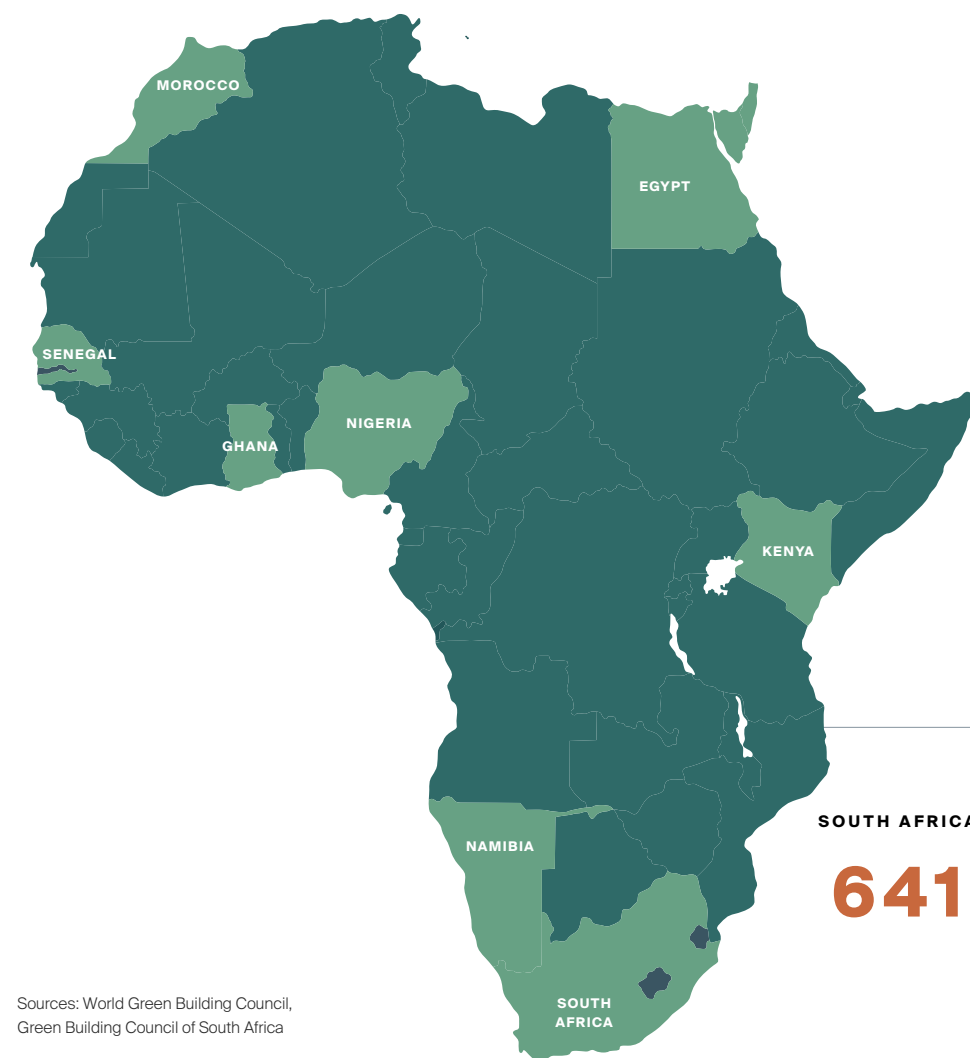 MOROCCO
EGYPT
SENEGAL
NIGERIA
GHANA
KENYA
SOUTH AFRICA
NAMIBIA
641
SOUTH
AFRICA
Sources: World Green Building Council,
Green Building Council of South Africa